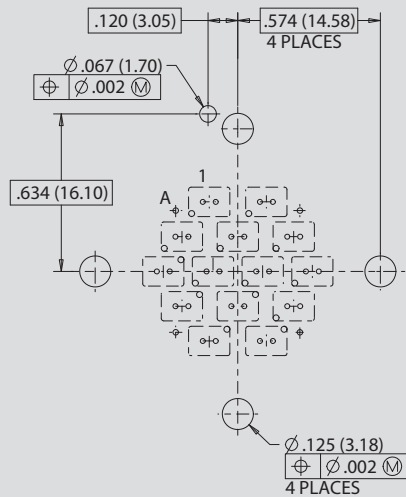 .120 (3.05)
.574 (14.58)
4 PLACES
∅.067 (1.70)
⌖ ∅.002 Ⓜ
.634 (16.10)
1
A
∅.125 (3.18)
⌖ ∅.002 Ⓜ
4 PLACES